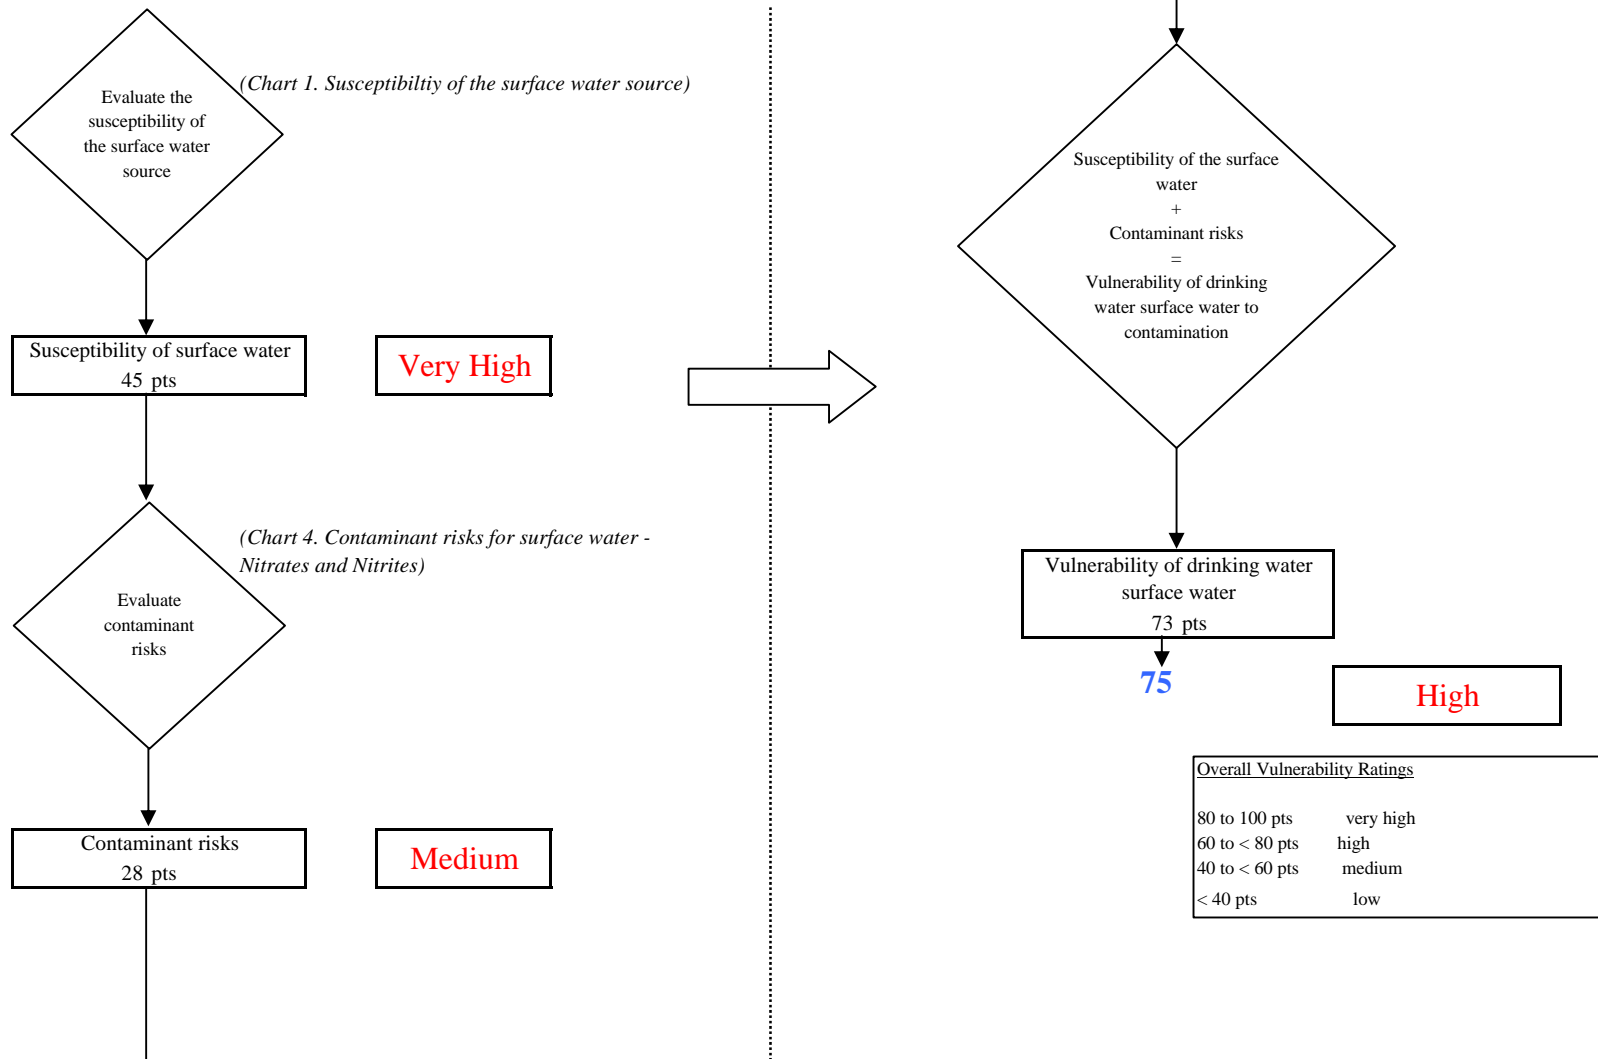 Evaluate the
susceptibility of
the surface water
source
(Chart 1. Susceptibiltiy of the surface water source)
Susceptibility of surface water
45 pts
Very High
Evaluate
contaminant
risks
(Chart 4. Contaminant risks for surface water -
Nitrates and Nitrites)
Contaminant risks
28 pts
Medium
Susceptibility of the surface
water
+
Contaminant risks
=
Vulnerability of drinking
water surface water to
contamination
Vulnerability of drinking water
surface water
73 pts
75
High
Overall Vulnerability Ratings
80 to 100 pts very high
60 to < 80 pts high
40 to < 60 pts medium
< 40 pts low